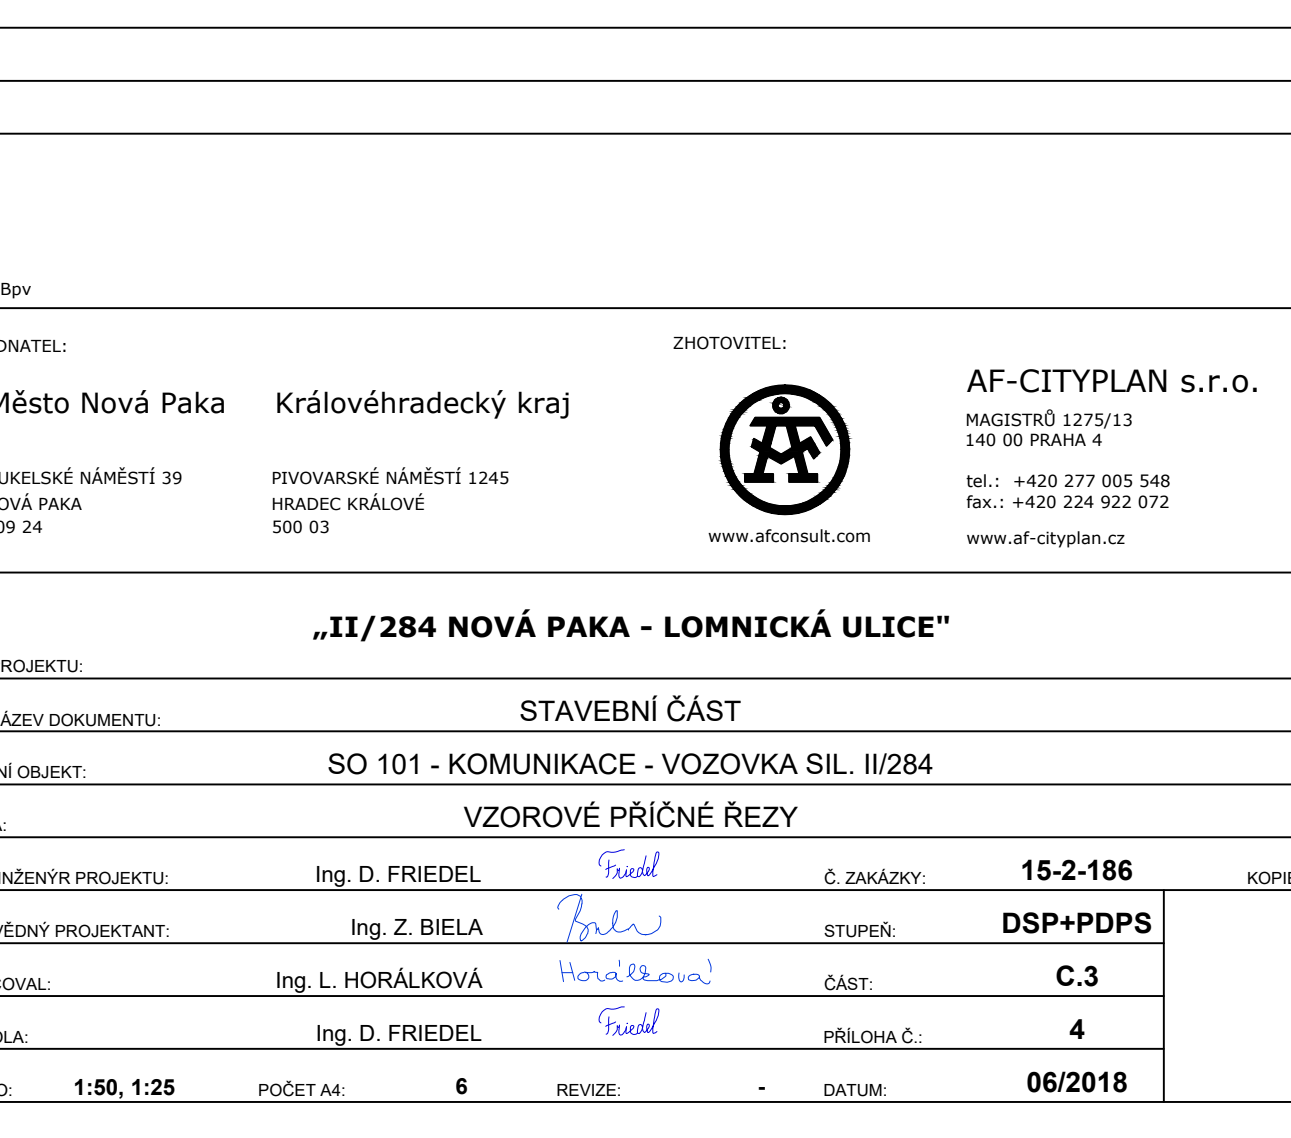 Bpv
DNATEL:
ZHOTOVITEL:
Město Nová Paka Královéhradecký kraj
AF-CITYPLAN s.r.o.
MAGISTRŮ 1275/13
140 00 PRAHA 4
UKELSKÉ NÁMĚSTÍ 39 PIVOVARSKÉ NÁMĚSTÍ 1245
OVÁ PAKA HRADEC KRÁLOVÉ
09 24 500 03
tel.: +420 277 005 548
fax.: +420 224 922 072
www.afconsult.com
www.af-cityplan.cz
„II/284 NOVÁ PAKA - LOMNICKÁ ULICE"
ROJEKTU:
ÁZEV DOKUMENTU: STAVEBNÍ ČÁST
NÍ OBJEKT: SO 101 - KOMUNIKACE - VOZOVKA SIL. II/284
A: VZOROVÉ PŘÍČNÉ ŘEZY
INŽENÝR PROJEKTU: Ing. D. FRIEDEL Friedel Č. ZAKÁZKY: 15-2-186 KOPIE
VĚDNÝ PROJEKTANT: Ing. Z. BIELA STUPEŇ: DSP+PDPS
COVAL: Ing. L. HORÁLKOVÁ Horálková ČÁST: C.3
OLA: Ing. D. FRIEDEL Friedel PŘÍLOHA Č.: 4
O: 1:50, 1:25 POČET A4: 6 REVIZE: - DATUM: 06/2018